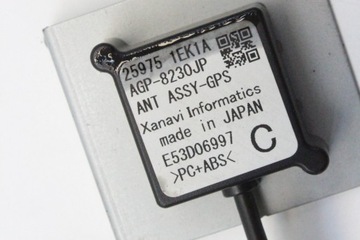 25975 1EK1A
AGP-8230JP
ANT ASSY-GPS
Xanavi Informatics
made in JAPAN
E53D06997
>PC+ABS<
C